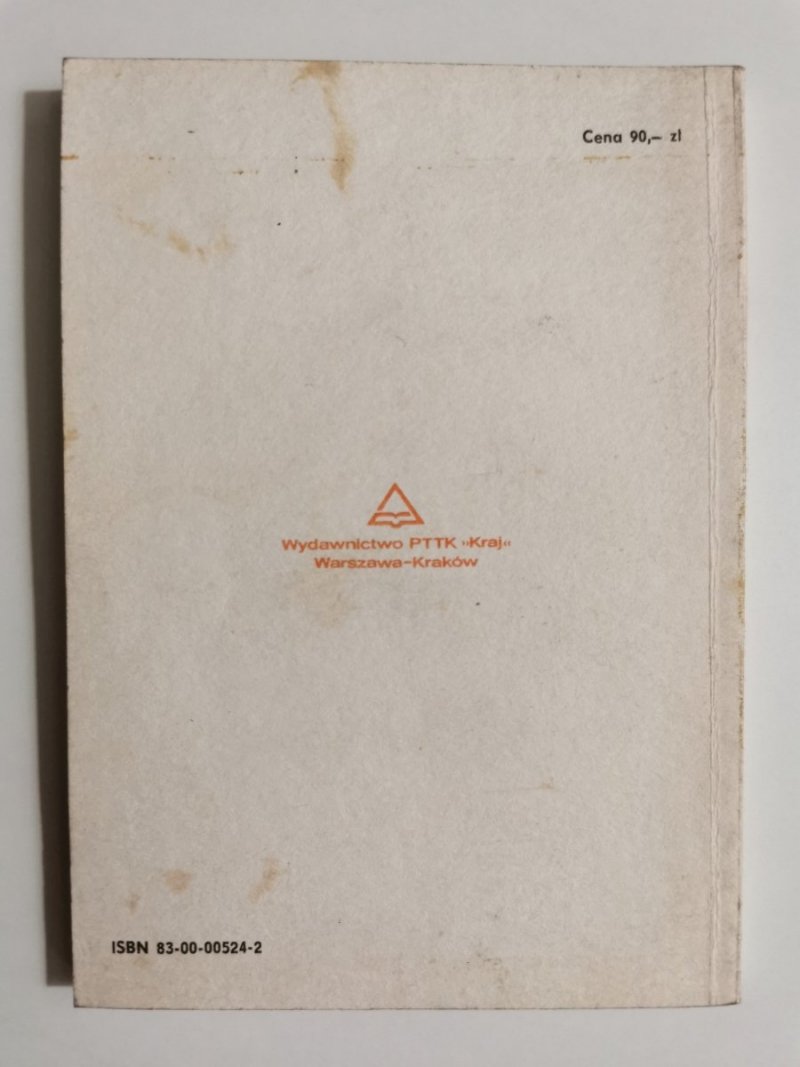 Cena 90,— zł
Wydawnictwo PTTK »Kraj«
Warszawa-Kraków
ISBN 83-00-00524-2